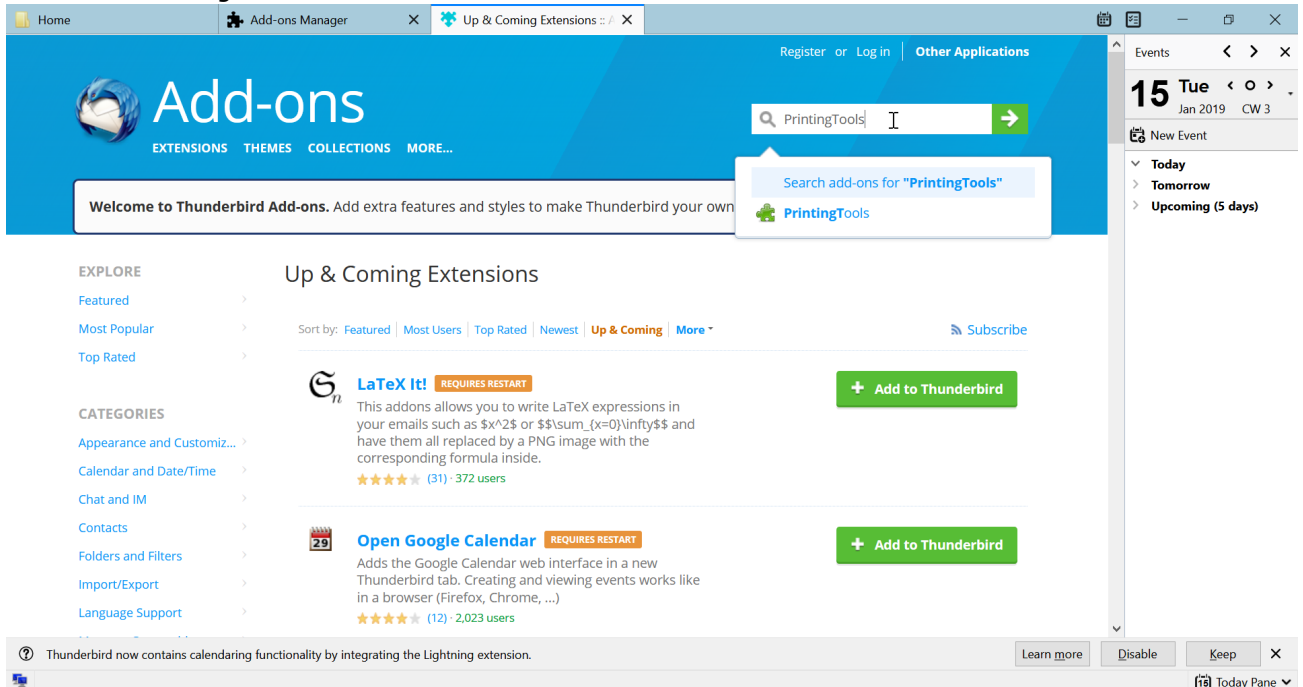 Home
Add-ons Manager
Up & Coming Extensions :: A
Register or Log in | Other Applications
Add-ons
EXTENSIONS THEMES COLLECTIONS MORE...
PrintingTools
Search add-ons for "PrintingTools"
PrintingTools
Welcome to Thunderbird Add-ons. Add extra features and styles to make Thunderbird your own
EXPLORE
Featured
Most Popular
Top Rated
CATEGORIES
Appearance and Customiz...
Calendar and Date/Time
Chat and IM
Contacts
Folders and Filters
Import/Export
Language Support
Up & Coming Extensions
Sort by: Featured | Most Users | Top Rated | Newest | Up & Coming | More
Subscribe
LaTeX It! REQUIRES RESTART
This addons allows you to write LaTeX expressions in
your emails such as $x^2$ or $$\sum_{x=0}\infty$$ and
have them all replaced by a PNG image with the
corresponding formula inside.
(31) · 372 users
+ Add to Thunderbird
29
Open Google Calendar REQUIRES RESTART
Adds the Google Calendar web interface in a new
Thunderbird tab. Creating and viewing events works like
in a browser (Firefox, Chrome, ...)
(12) · 2,023 users
+ Add to Thunderbird
Events
15 Tue
Jan 2019 CW 3
New Event
Today
Tomorrow
Upcoming (5 days)
Thunderbird now contains calendaring functionality by integrating the Lightning extension.
Learn more
Disable
Keep
15 Today Pane